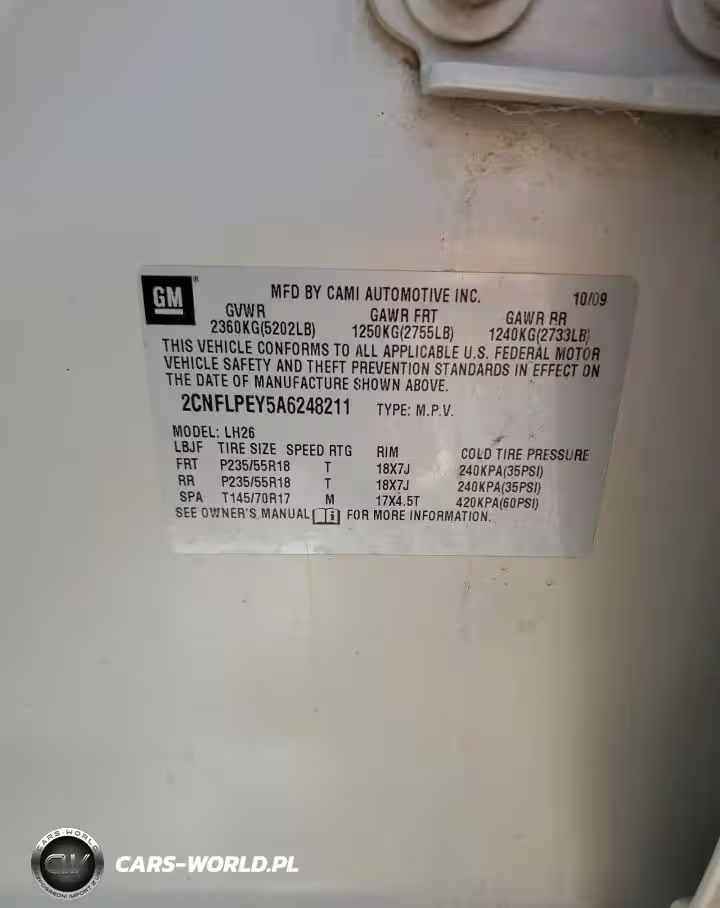 GM®
MFD BY CAMI AUTOMOTIVE INC. 10/09
GVWR GAWR FRT GAWR RR
2360KG(5202LB) 1250KG(2755LB) 1240KG(2733LB)
THIS VEHICLE CONFORMS TO ALL APPLICABLE U.S. FEDERAL MOTOR
VEHICLE SAFETY AND THEFT PREVENTION STANDARDS IN EFFECT ON
THE DATE OF MANUFACTURE SHOWN ABOVE.
2CNFLPEY5A6248211 TYPE: M.P.V.
MODEL: LH26
LBJF TIRE SIZE SPEED RTG RIM COLD TIRE PRESSURE
FRT P235/55R18 T 18X7J 240KPA(35PSI)
RR P235/55R18 T 18X7J 240KPA(35PSI)
SPA T145/70R17 M 17X4.5T 420KPA(60PSI)
SEE OWNER'S MANUAL i FOR MORE INFORMATION.
CARS-WORLD
CW
CARS-WORLD.PL